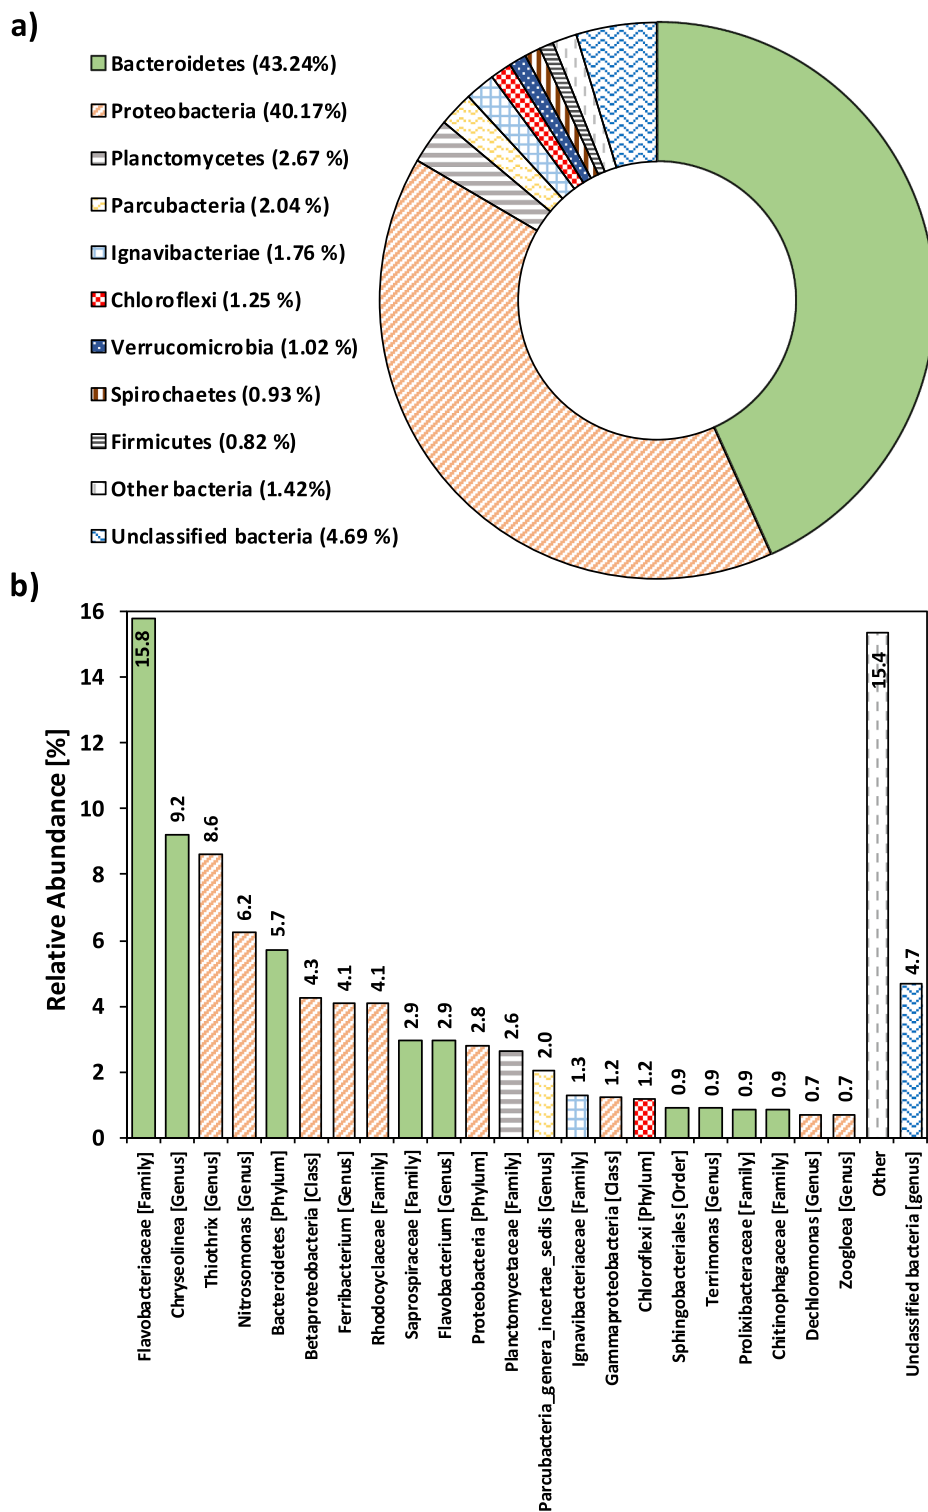 a)
Bacteroidetes (43.24%)
Proteobacteria (40.17%)
Planctomycetes (2.67 %)
Parcubacteria (2.04 %)
Ignavibacteriae (1.76 %)
Chloroflexi (1.25 %)
Verrucomicrobia (1.02 %)
Spirochaetes (0.93 %)
Firmicutes (0.82 %)
Other bacteria (1.42%)
Unclassified bacteria (4.69 %)
b)
Relative Abundance [%]
16
14
12
10
8
6
4
2
0
15.8
9.2
8.6
6.2
5.7
4.3
4.1
4.1
2.9
2.9
2.8
2.6
2.0
1.3
1.2
1.2
0.9
0.9
0.9
0.9
0.7
0.7
15.4
4.7
Flavobacteriaceae [Family]
Chryseolinea [Genus]
Thiothrix [Genus]
Nitrosomonas [Genus]
Bacteroidetes [Phylum]
Betaproteobacteria [Class]
Ferribacterium [Genus]
Rhodocyclaceae [Family]
Saprospiraceae [Family]
Flavobacterium [Genus]
Proteobacteria [Phylum]
Planctomycetaceae [Family]
Parcubacteria_genera_incertae_sedis [Genus]
Ignavibacteriaceae [Family]
Gammaproteobacteria [Class]
Chloroflexi [Phylum]
Sphingobacteriales [Order]
Terrimonas [Genus]
Prolixibacteraceae [Family]
Chitinophagaceae [Family]
Dechloromonas [Genus]
Zoogloea [Genus]
Other
Unclassified bacteria [genus]